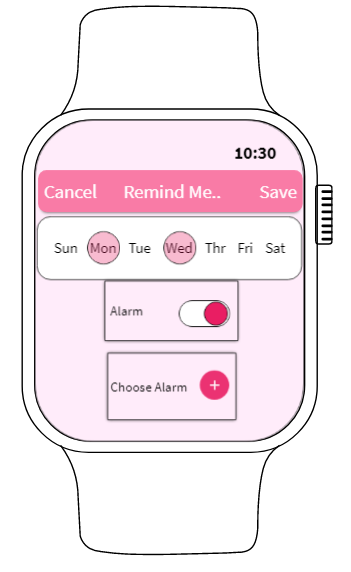 10:30
Cancel Remind Me.. Save
Sun Mon Tue Wed Thr Fri Sat
Alarm
Choose Alarm +